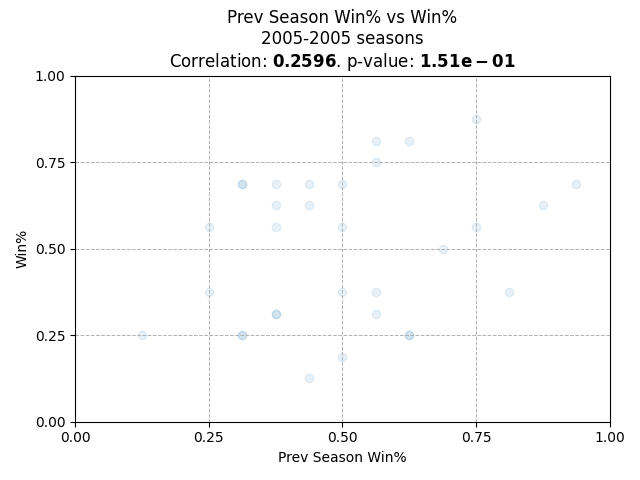 Prev Season Win% vs Win%
2005-2005 seasons
Correlation: 0.2596. p-value: 1.51e − 01
1.00
0.75
0.50
0.25
0.00
Win%
0.00 0.25 0.50 0.75 1.00
Prev Season Win%